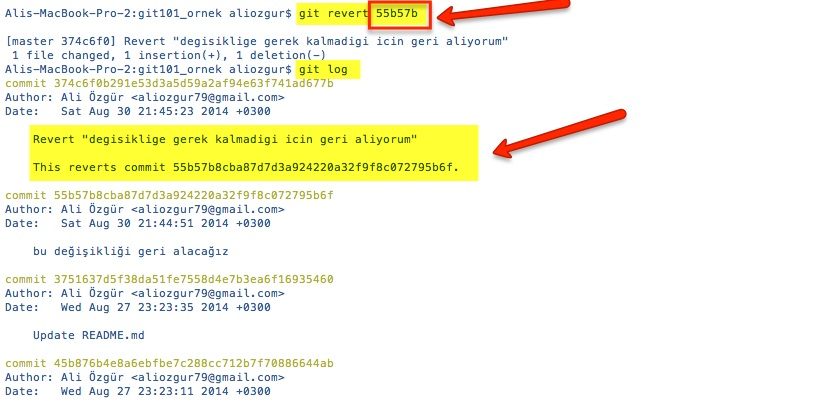 Alis-MacBook-Pro-2:git101_ornek aliozgur$ git revert 55b57b
[master 374c6f0] Revert "degisiklige gerek kalmadigi icin geri aliyorum"
1 file changed, 1 insertion(+), 1 deletion(-)
Alis-MacBook-Pro-2:git101_ornek aliozgur$ git log
commit 374c6f0b291e53d3a5d59a2af94e63f741ad677b
Author: Ali Özgür <aliozgur79@gmail.com>
Date:   Sat Aug 30 21:45:23 2014 +0300
Revert "degisiklige gerek kalmadigi icin geri aliyorum"
This reverts commit 55b57b8cba87d7d3a924220a32f9f8c072795b6f.
commit 55b57b8cba87d7d3a924220a32f9f8c072795b6f
Author: Ali Özgür <aliozgur79@gmail.com>
Date:   Sat Aug 30 21:44:51 2014 +0300
bu değişikliği geri alacağız
commit 3751637d5f38da51fe7558d4e7b3ea6f16935460
Author: Ali Özgür <aliozgur79@gmail.com>
Date:   Wed Aug 27 23:23:35 2014 +0300
Update README.md
commit 45b876b4e8a6ebfbe7c288cc712b7f70886644ab
Author: Ali Özgür <aliozgur79@gmail.com>
Date:   Wed Aug 27 23:23:11 2014 +0300